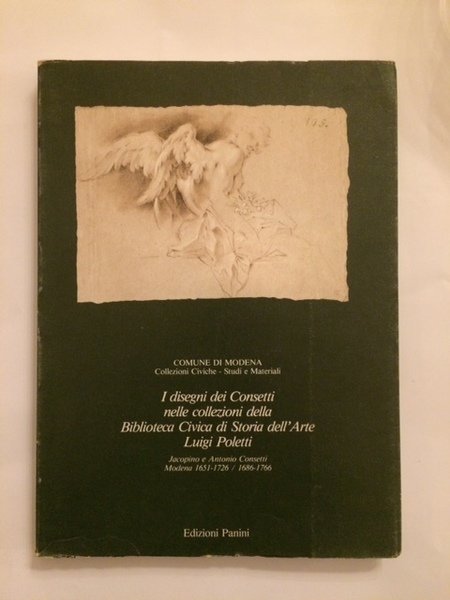 COMUNE DI MODENA
Collezioni Civiche - Studi e Materiali
I disegni dei Consetti
nelle collezioni della
Biblioteca Civica di Storia dell'Arte
Luigi Poletti
Jacopino e Antonio Consetti
Modena 1651-1726 / 1686-1766
Edizioni Panini